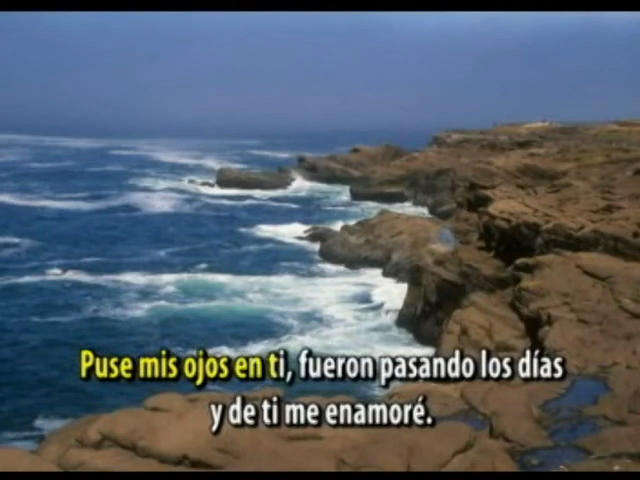 Puse mis ojos en ti, fueron pasando los días
y de ti me enamoré.